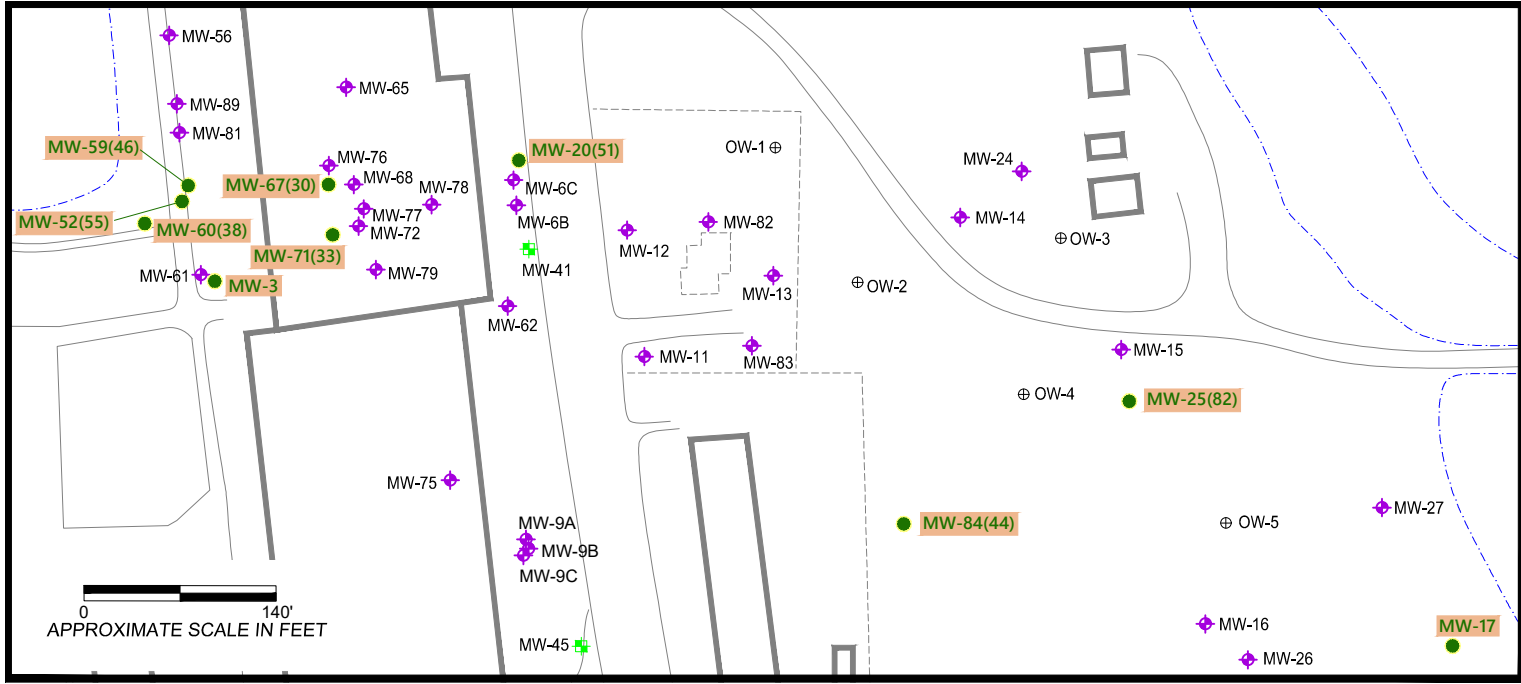 MW-56
MW-65
MW-89
MW-81
MW-59(46)
MW-20(51)
OW-1
MW-76
MW-24
MW-67(30)
MW-68
MW-6C
MW-78
MW-77
MW-52(55)
MW-60(38)
MW-72
MW-6B
MW-12
MW-82
MW-14
OW-3
MW-71(33)
MW-61
MW-3
MW-79
MW-41
MW-13
OW-2
MW-62
MW-11
MW-83
MW-15
OW-4
MW-25(82)
MW-75
MW-9A
MW-9B
MW-9C
MW-84(44)
OW-5
MW-27
0
140'
APPROXIMATE SCALE IN FEET
MW-45
MW-16
MW-17
MW-26